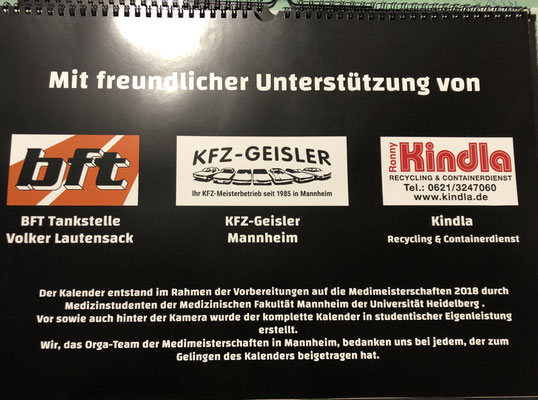 Mit freundlicher Unterstützung von
bft
KFZ-GEISLER
Ihr KFZ-Meisterbetrieb seit 1985 in Mannheim
Ronny Kindla
RECYCLING & CONTAINERDIENST
Tel.: 0621/3247060
www.kindla.de
BFT Tankstelle
Volker Lautensack
KFZ-Geisler
Mannheim
Kindla
Recycling & Containerdienst
Der Kalender entstand im Rahmen der Vorbereitungen auf die Medimeisterschaften 2018 durch
Medizinstudenten der Medizinischen Fakultät Mannheim der Universität Heidelberg .
Vor sowie auch hinter der Kamera wurde der komplette Kalender in studentischer Eigenleistung
erstellt.
Wir, das Orga-Team der Medimeisterschaften in Mannheim, bedanken uns bei jedem, der zum
Gelingen des Kalenders beigetragen hat.